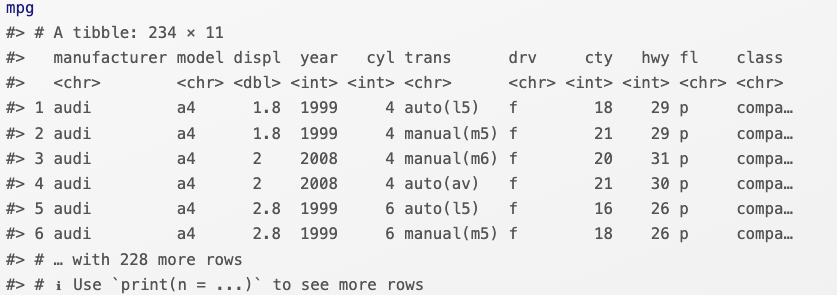 mpg
#> # A tibble: 234 × 11
#>   manufacturer model displ  year   cyl trans      drv     cty   hwy fl    class
#>   <chr>        <chr> <dbl> <int> <int> <chr>      <chr> <int> <int> <chr> <chr>
#> 1 audi         a4      1.8  1999     4 auto(l5)   f        18    29 p     compa…
#> 2 audi         a4      1.8  1999     4 manual(m5) f        21    29 p     compa…
#> 3 audi         a4      2    2008     4 manual(m6) f        20    31 p     compa…
#> 4 audi         a4      2    2008     4 auto(av)   f        21    30 p     compa…
#> 5 audi         a4      2.8  1999     6 auto(l5)   f        16    26 p     compa…
#> 6 audi         a4      2.8  1999     6 manual(m5) f        18    26 p     compa…
#> # … with 228 more rows
#> # ℹ Use `print(n = ...)` to see more rows